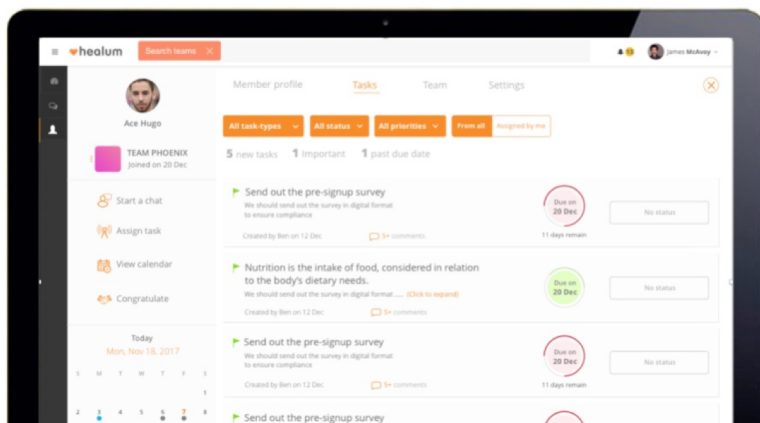 healum
Search teams X
13
James McAvoy
Ace Hugo
TEAM PHOENIX
Joined on 20 Dec
Start a chat
Assign task
View calendar
Congratulate
Today
Mon, Nov 18, 2017
S M T W T F S
1
2 3 4 5 6 7 8
Member profile Tasks Team Settings
All task-types All status All priorities From all Assigned by me
5 new tasks 1 Important 1 past due date
Send out the pre-signup survey
We should send out the survey in digital format
to ensure compliance
Created by Ben on 12 Dec 5+ comments
Due on
20 Dec
11 days remain
No status
Nutrition is the intake of food, considered in relation
to the body's dietary needs.
We should send out the survey in digital format ..... (Click to expand)
Created by Ben on 12 Dec 5+ comments
Due on
20 Dec
No status
Send out the pre-signup survey
We should send out the survey in digital format
to ensure compliance
Created by Ben on 12 Dec 5+ comments
Due on
20 Dec
11 days remain
No status
Send out the pre-signup survey